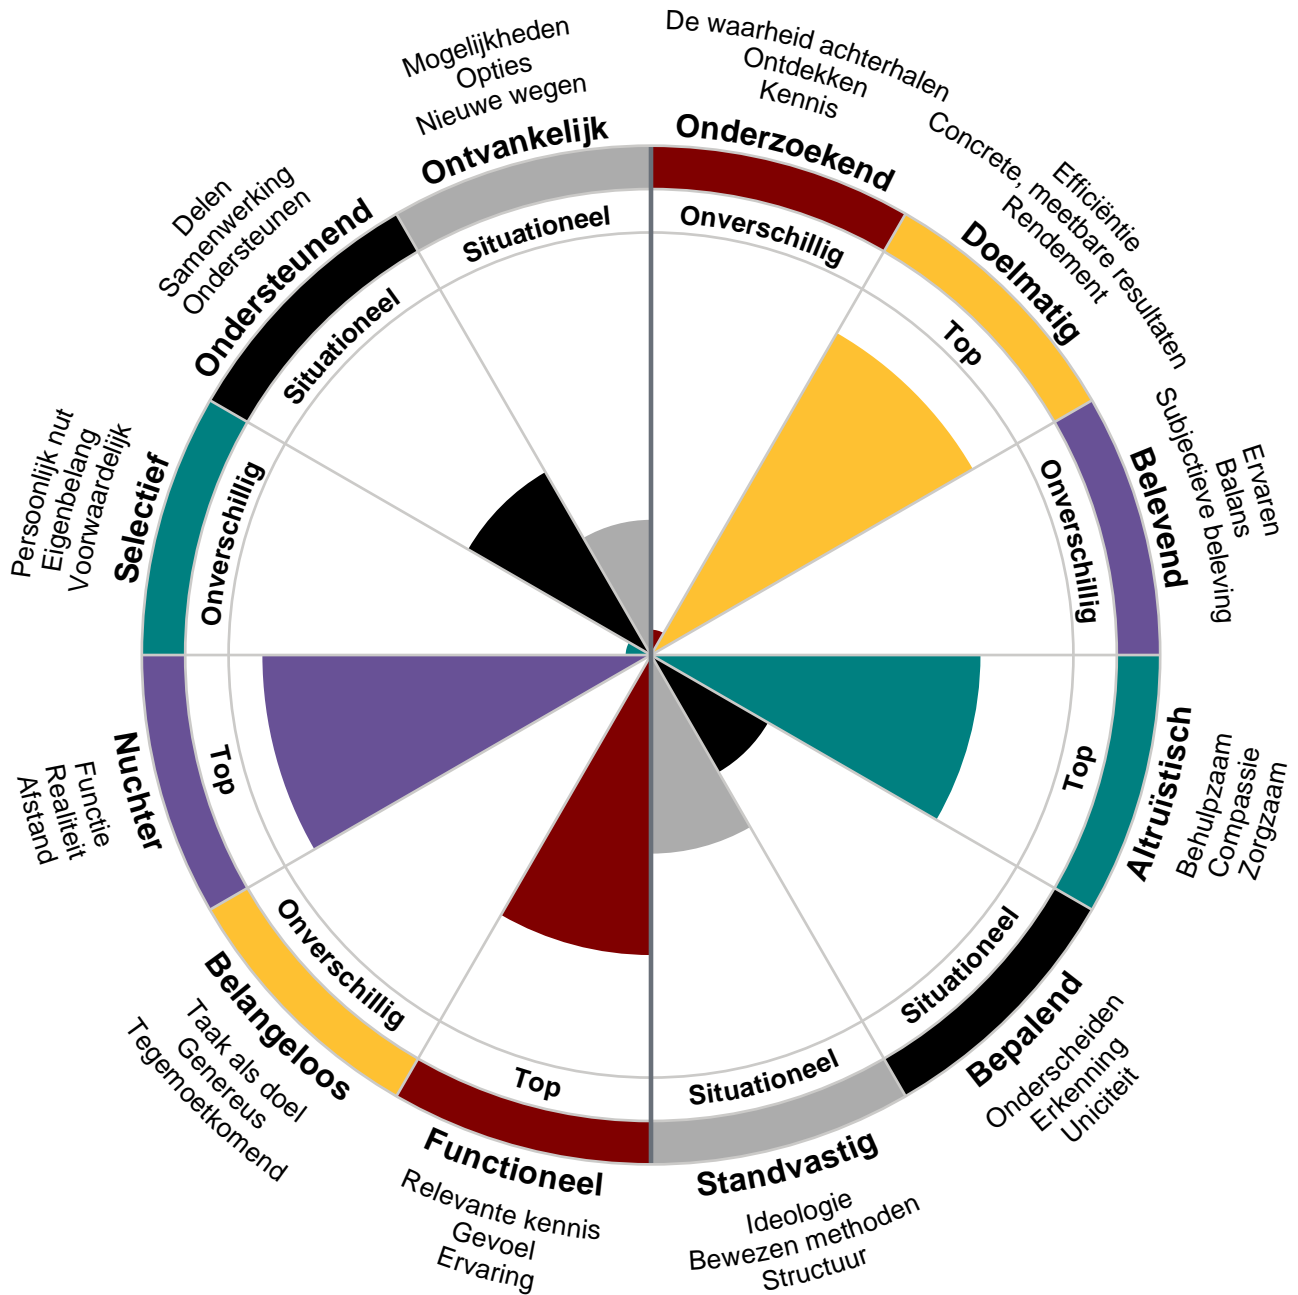 De waarheid achterhalen
Ontdekken
Kennis
Onderzoekend
Onverschillig
Concrete, meetbare resultaten
Efficiëntie
Rendement
Doelmatig
Top
Ervaren
Balans
Subjectieve beleving
Belevend
Onverschillig
Altruïstisch
Behulpzaam
Compassie
Zorgzaam
Top
Situationeel
Bepalend
Onderscheiden
Erkenning
Uniciteit
Situationeel
Standvastig
Ideologie
Bewezen methoden
Structuur
Top
Functioneel
Relevante kennis
Gevoel
Ervaring
Onverschillig
Belangeloos
Taak als doel
Genereus
Tegemoetkomend
Top
Nuchter
Functie
Realiteit
Afstand
Persoonlijk nut
Eigenbelang
Voorwaardelijk
Selectief
Onverschillig
Delen
Samenwerking
Ondersteunen
Ondersteunend
Situationeel
Mogelijkheden
Opties
Nieuwe wegen
Ontvankelijk
Situationeel